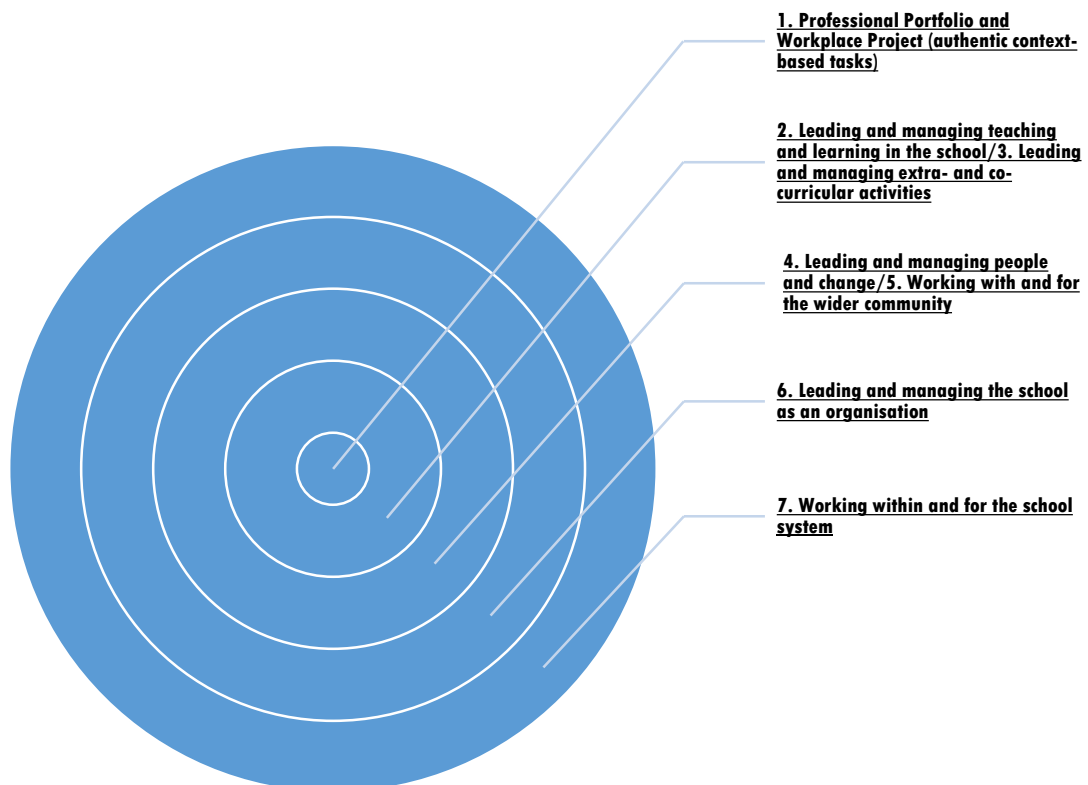 1. Professional Portfolio and
Workplace Project (authentic context-
based tasks)
2. Leading and managing teaching
and learning in the school/3. Leading
and managing extra- and co-
curricular activities
4. Leading and managing people
and change/5. Working with and for
the wider community
6. Leading and managing the school
as an organisation
7. Working within and for the school
system